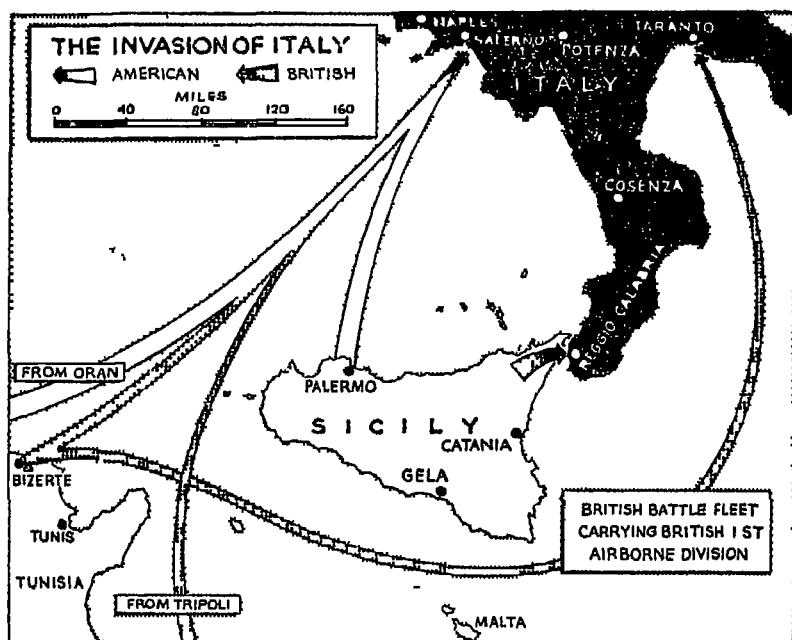 THE INVASION OF ITALY
AMERICAN BRITISH
MILES
0 40 80 120 160
NAPLES
SALERNO
POTENZA
TARANTO
ITALY
COSENZA
REGGIO CALABRIA
FROM ORAN
PALERMO
SICILY
CATANIA
GELA
BIZERTE
TUNIS
TUNISIA
FROM TRIPOLI
MALTA
BRITISH BATTLE FLEET
CARRYING BRITISH 1ST
AIRBORNE DIVISION